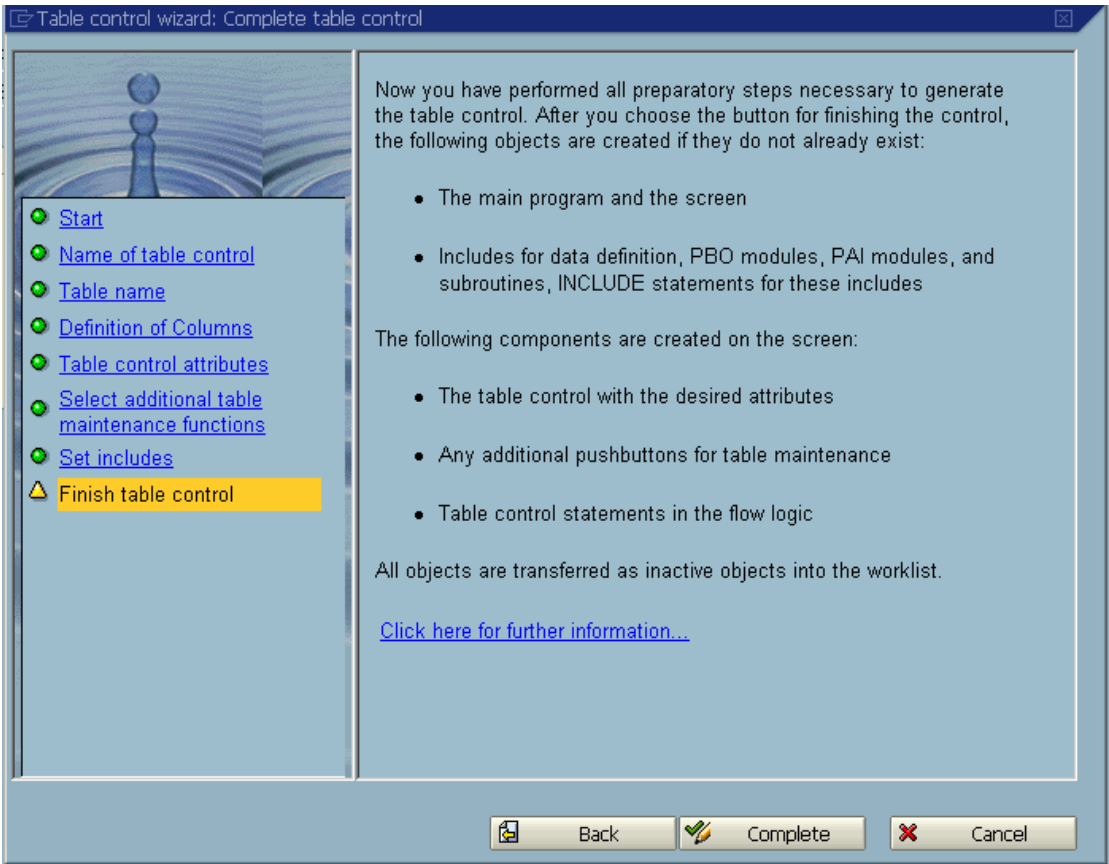 Table control wizard: Complete table control
Start
Name of table control
Table name
Definition of Columns
Table control attributes
Select additional table
maintenance functions
Set includes
Finish table control
Now you have performed all preparatory steps necessary to generate
the table control. After you choose the button for finishing the control,
the following objects are created if they do not already exist:
• The main program and the screen
• Includes for data definition, PBO modules, PAI modules, and
subroutines, INCLUDE statements for these includes
The following components are created on the screen:
• The table control with the desired attributes
• Any additional pushbuttons for table maintenance
• Table control statements in the flow logic
All objects are transferred as inactive objects into the worklist.
Click here for further information...
Back
Complete
Cancel